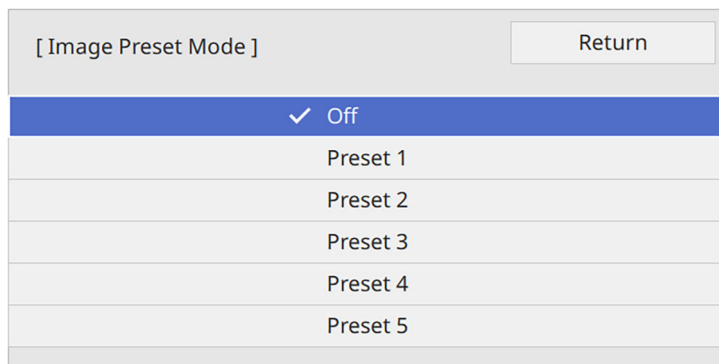 [ Image Preset Mode ]
Return
Off
Preset 1
Preset 2
Preset 3
Preset 4
Preset 5